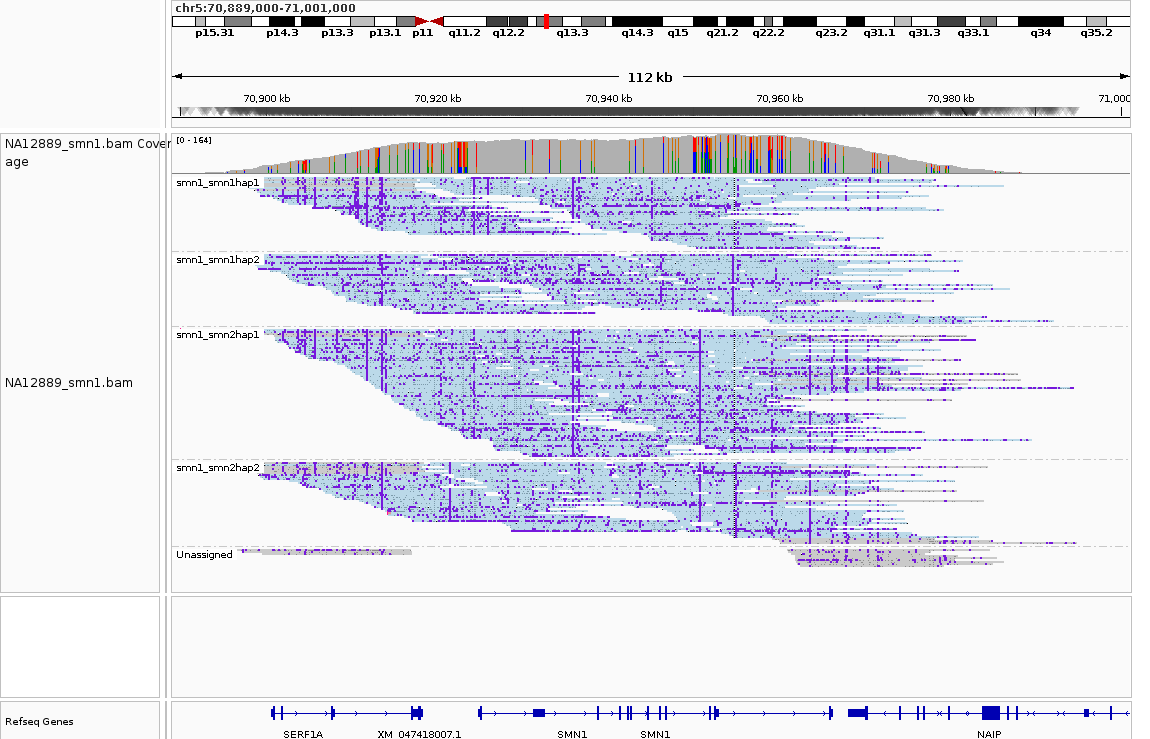 chr5:70,889,000-71,001,000
p15.31 p14.3 p13.3 p13.1 p11 q11.2 q12.2 q13.3 q14.3 q15 q21.2 q22.2 q23.2 q31.1 q31.3 q33.1 q34 q35.2
112 kb
70,900 kb 70,920 kb 70,940 kb 70,960 kb 70,980 kb 71,000
NA12889_smn1.bam Cover
age
[0 - 164]
smn1_smn1hap1
smn1_smn1hap2
smn1_smn2hap1
NA12889_smn1.bam
smn1_smn2hap2
Unassigned
Refseq Genes
SERF1A XM_047418007.1 SMN1 SMN1 NAIP